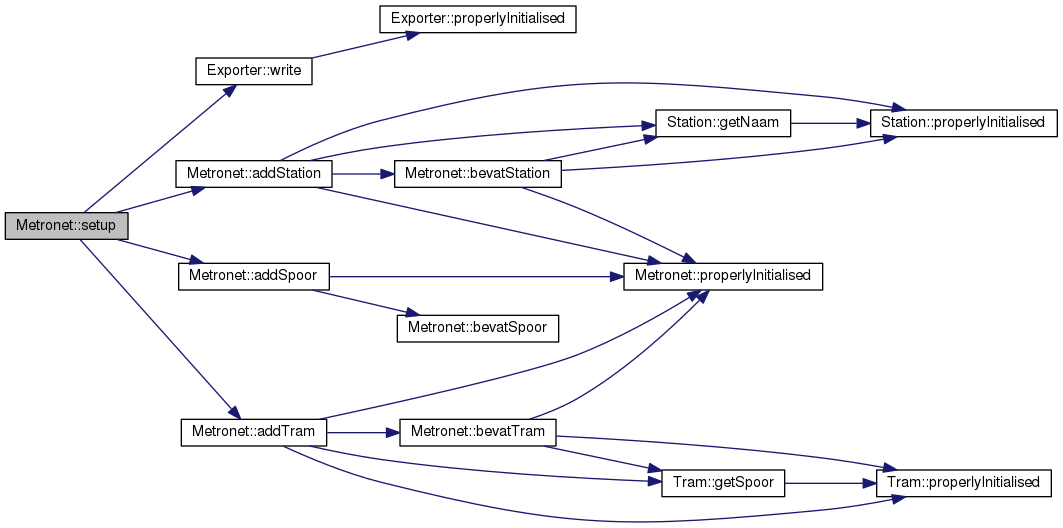 Exporter::properlyInitialised
Exporter::write
Station::getNaam
Station::properlyInitialised
Metronet::addStation
Metronet::bevatStation
Metronet::setup
Metronet::addSpoor
Metronet::properlyInitialised
Metronet::bevatSpoor
Metronet::addTram
Metronet::bevatTram
Tram::getSpoor
Tram::properlyInitialised